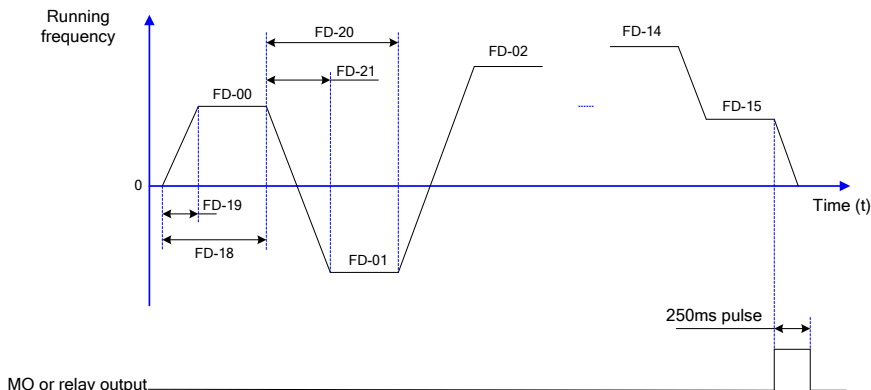 Running
frequency
FD-20
FD-14
FD-02
FD-21
FD-00
FD-15
......
0
FD-19
Time (t)
FD-18
FD-01
250ms pulse
MO or relay output